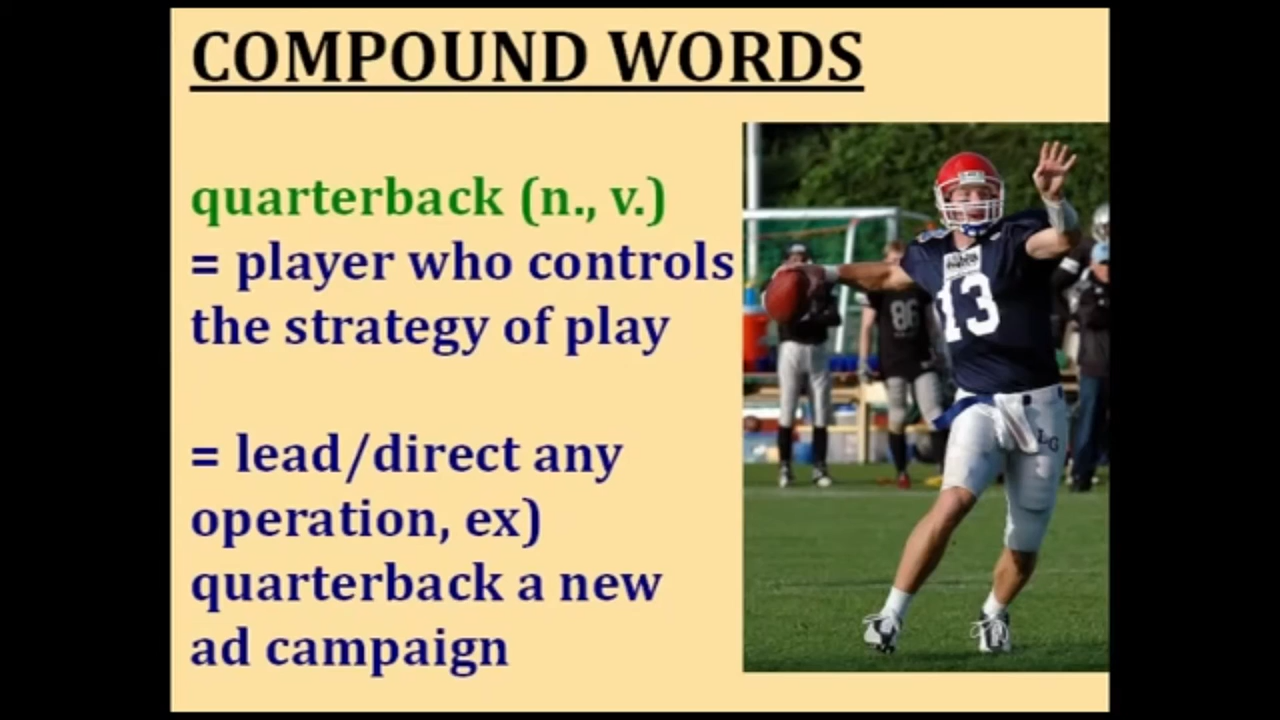 COMPOUND WORDS
quarterback (n., v.)
= player who controls
the strategy of play
= lead/direct any
operation, ex)
quarterback a new
ad campaign
13
86
LG